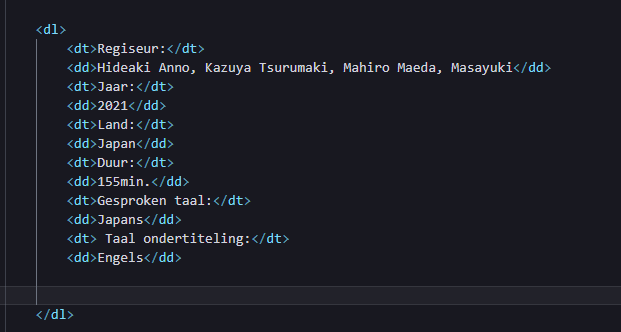 <dl>
<dt>Regiseur:</dt>
<dd>Hideaki Anno, Kazuya Tsurumaki, Mahiro Maeda, Masayuki</dd>
<dt>Jaar:</dt>
<dd>2021</dd>
<dt>Land:</dt>
<dd>Japan</dd>
<dt>Duur:</dt>
<dd>155min.</dd>
<dt>Gesproken taal:</dt>
<dd>Japans</dd>
<dt> Taal ondertiteling:</dt>
<dd>Engels</dd>
</dl>